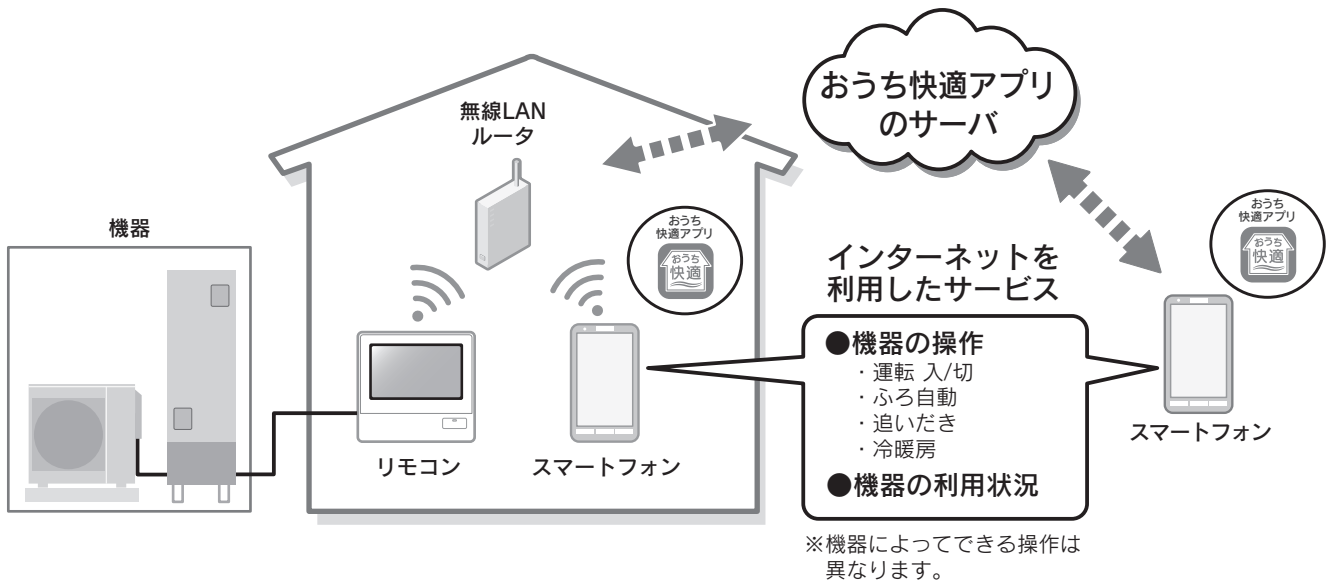 おうち快適アプリ
のサーバ
無線LAN
ルータ
機器
おうち
快適アプリ
おうち
快適
おうち
快適アプリ
おうち
快適
インターネットを
利用したサービス
●機器の操作
・運転 入/切
・ふろ自動
・追いだき
・冷暖房
●機器の利用状況
リモコン
スマートフォン
スマートフォン
※機器によってできる操作は
異なります。